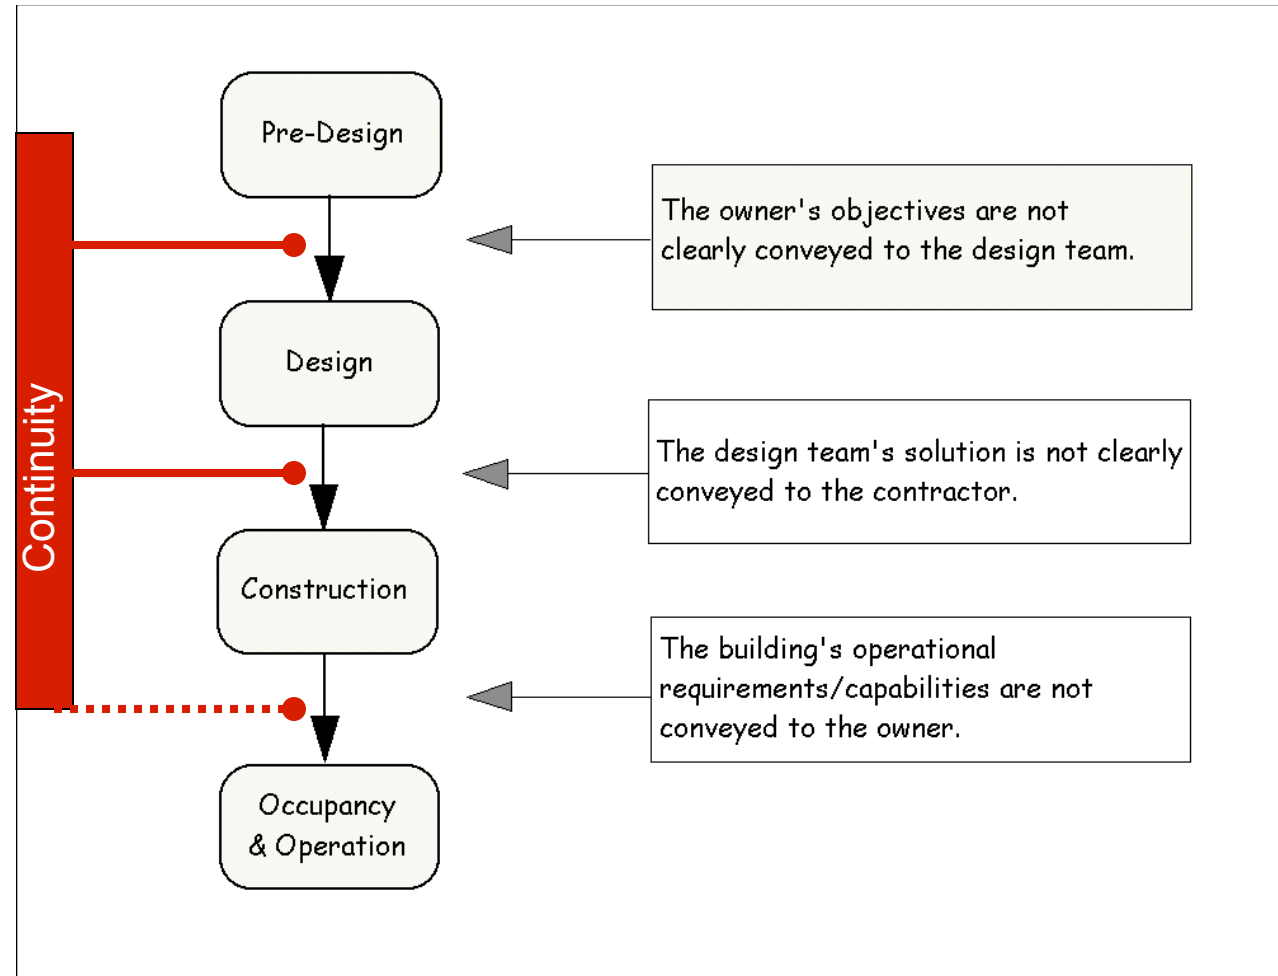 Pre-Design
The owner's objectives are not
clearly conveyed to the design team.
Design
Continuity
The design team's solution is not clearly
conveyed to the contractor.
Construction
The building's operational
requirements/capabilities are not
conveyed to the owner.
Occupancy
& Operation